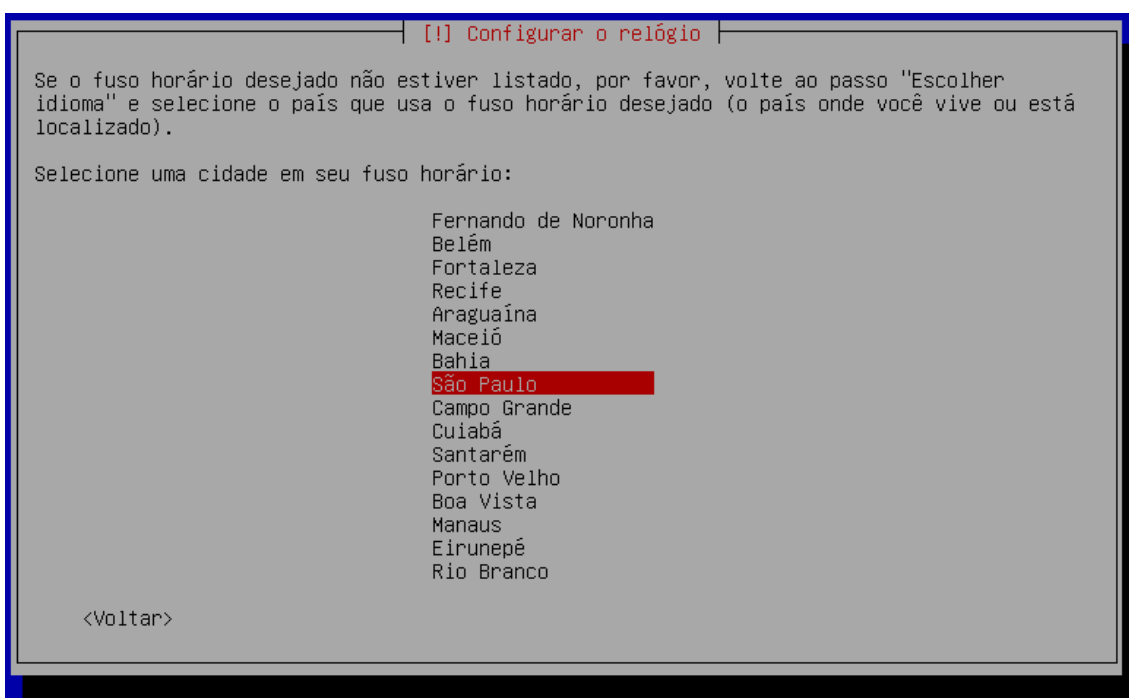 [!] Configurar o relógio
Se o fuso horário desejado não estiver listado, por favor, volte ao passo "Escolher
idioma" e selecione o país que usa o fuso horário desejado (o país onde você vive ou está
localizado).
Selecione uma cidade em seu fuso horário:
Fernando de Noronha
Belém
Fortaleza
Recife
Araguaína
Maceió
Bahia
São Paulo
Campo Grande
Cuiabá
Santarém
Porto Velho
Boa Vista
Manaus
Eirunepé
Rio Branco
<Voltar>